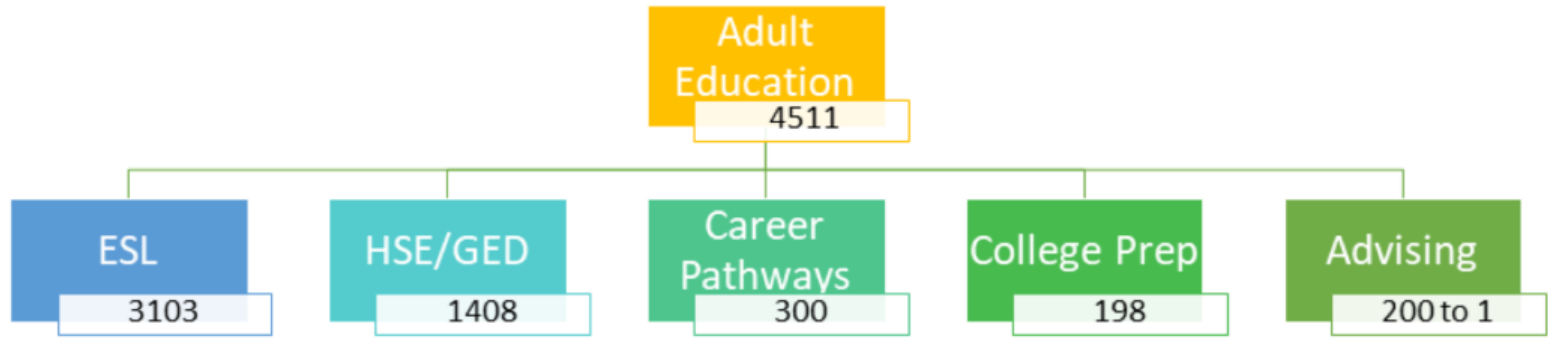 Adult
Education
4511
ESL
3103
HSE/GED
1408
Career
Pathways
300
College Prep
198
Advising
200 to 1